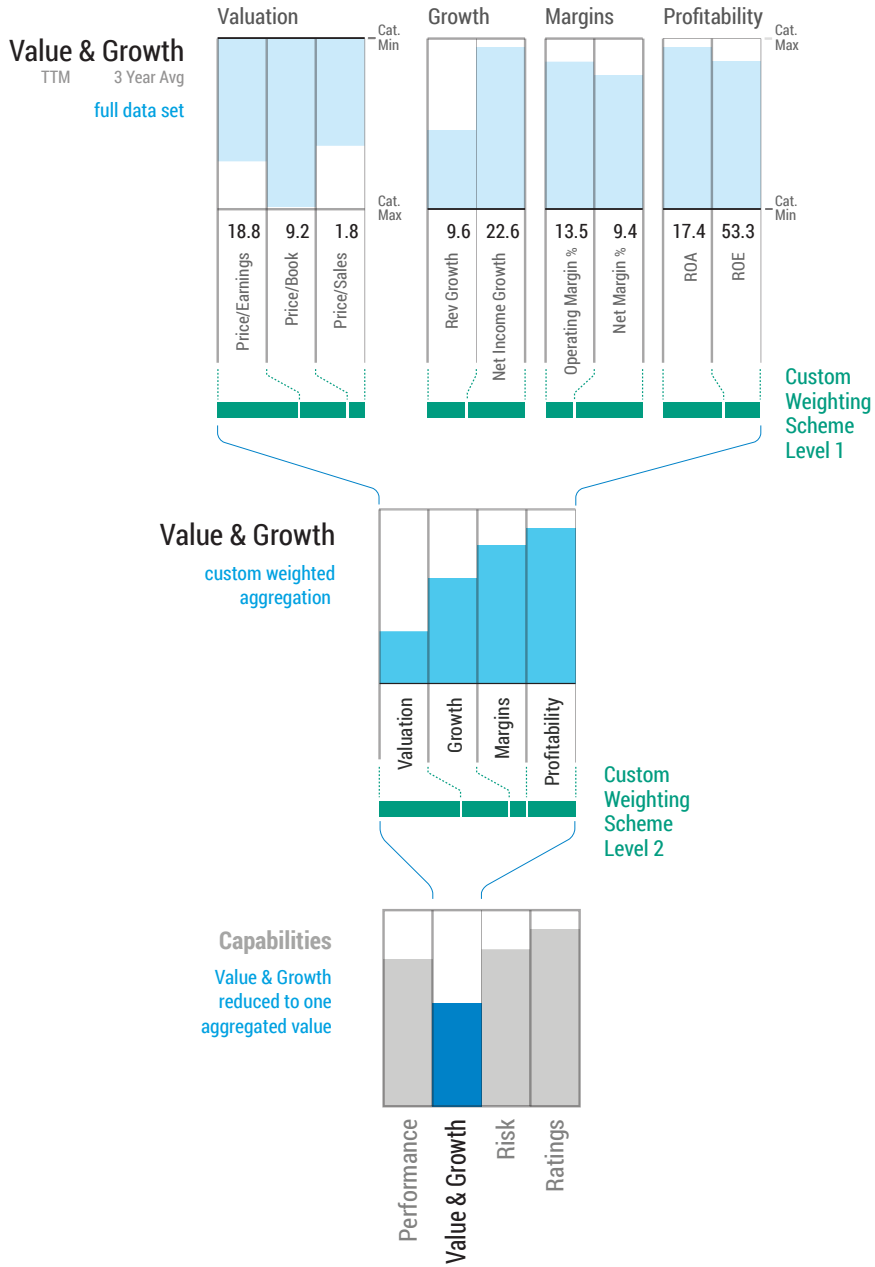 Valuation
Growth
Margins
Profitability
Cat.
Min
Cat.
Max
Value & Growth
TTM 3 Year Avg
full data set
Cat.
Max
Cat.
Min
18.8 9.2 1.8
9.6 22.6
13.5 9.4
17.4 53.3
Price/Earnings
Price/Book
Price/Sales
Rev Growth
Net Income Growth
Operating Margin %
Net Margin %
ROA
ROE
Custom
Weighting
Scheme
Level 1
Value & Growth
custom weighted
aggregation
Valuation
Growth
Margins
Profitability
Custom
Weighting
Scheme
Level 2
Capabilities
Value & Growth
reduced to one
aggregated value
Performance
Value & Growth
Risk
Ratings